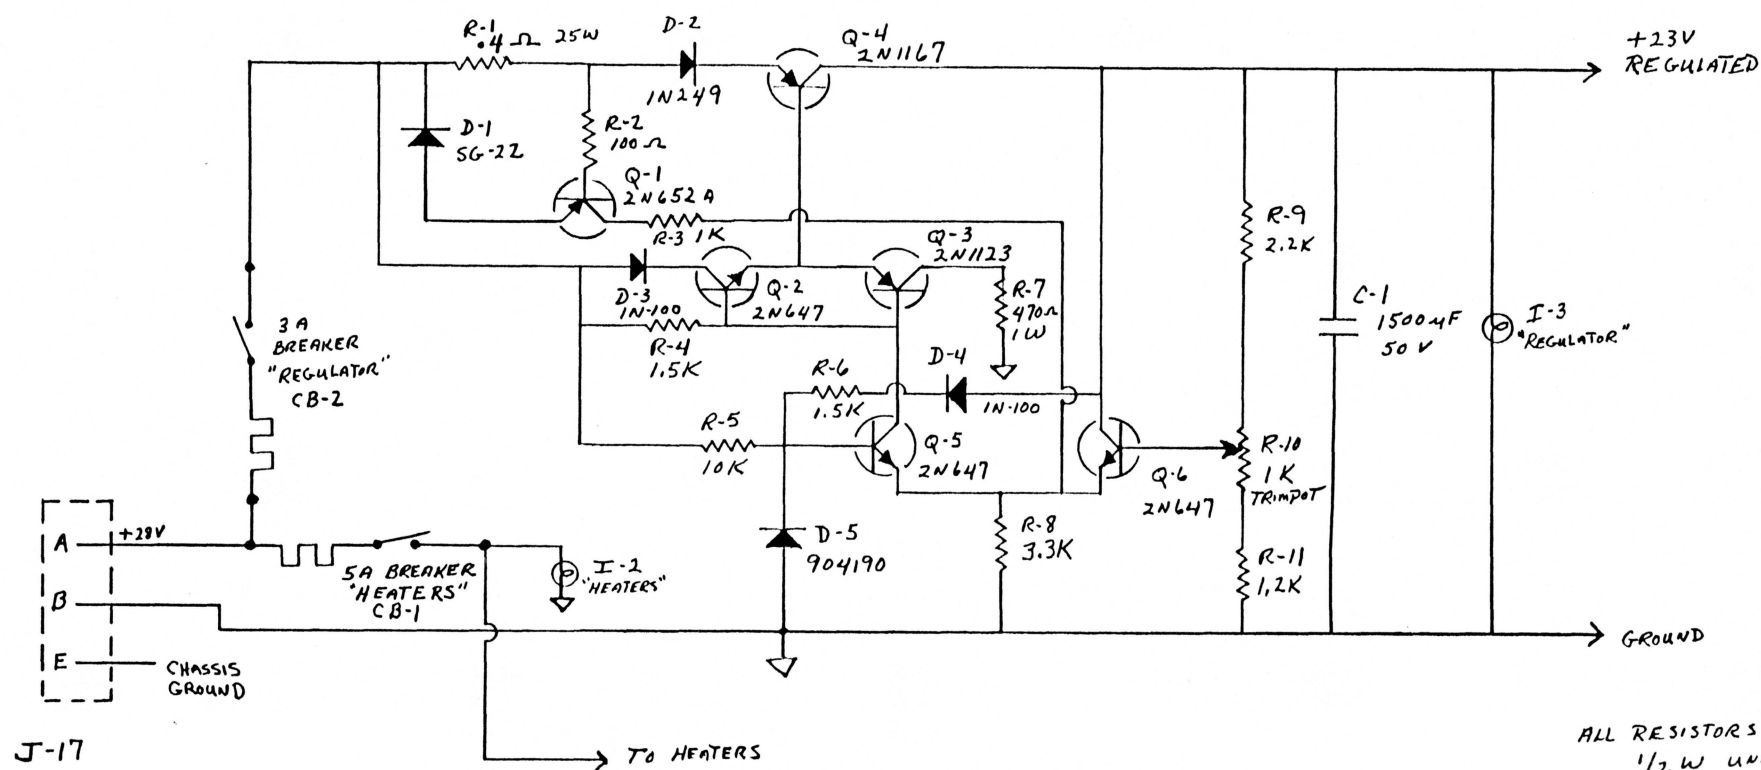 R-1
.4 Ω 25W
D-2
1N249
Q-4
2N1167
+23V
REGULATED
D-1
SG-22
R-2
100 Ω
Q-1
2N652A
R-3 1K
Q-3
2N1123
R-9
2.2K
D-3
1N-100
Q-2
2N647
R-7
470Ω
1W
C-1
1500 μF
50 V
I-3
"REGULATOR"
3A
BREAKER
"REGULATOR"
CB-2
R-4
1.5K
R-6
1.5K
D-4
1N-100
R-5
10K
Q-5
2N647
Q-6
2N647
R-10
1K
TRIMPOT
A
+28V
5A BREAKER
"HEATERS"
CB-1
I-2
"HEATERS"
D-5
904190
R-8
3.3K
R-11
1.2K
B
GROUND
E
CHASSIS
GROUND
J-17
TO HEATERS
ALL RESISTORS
1/2 W UN